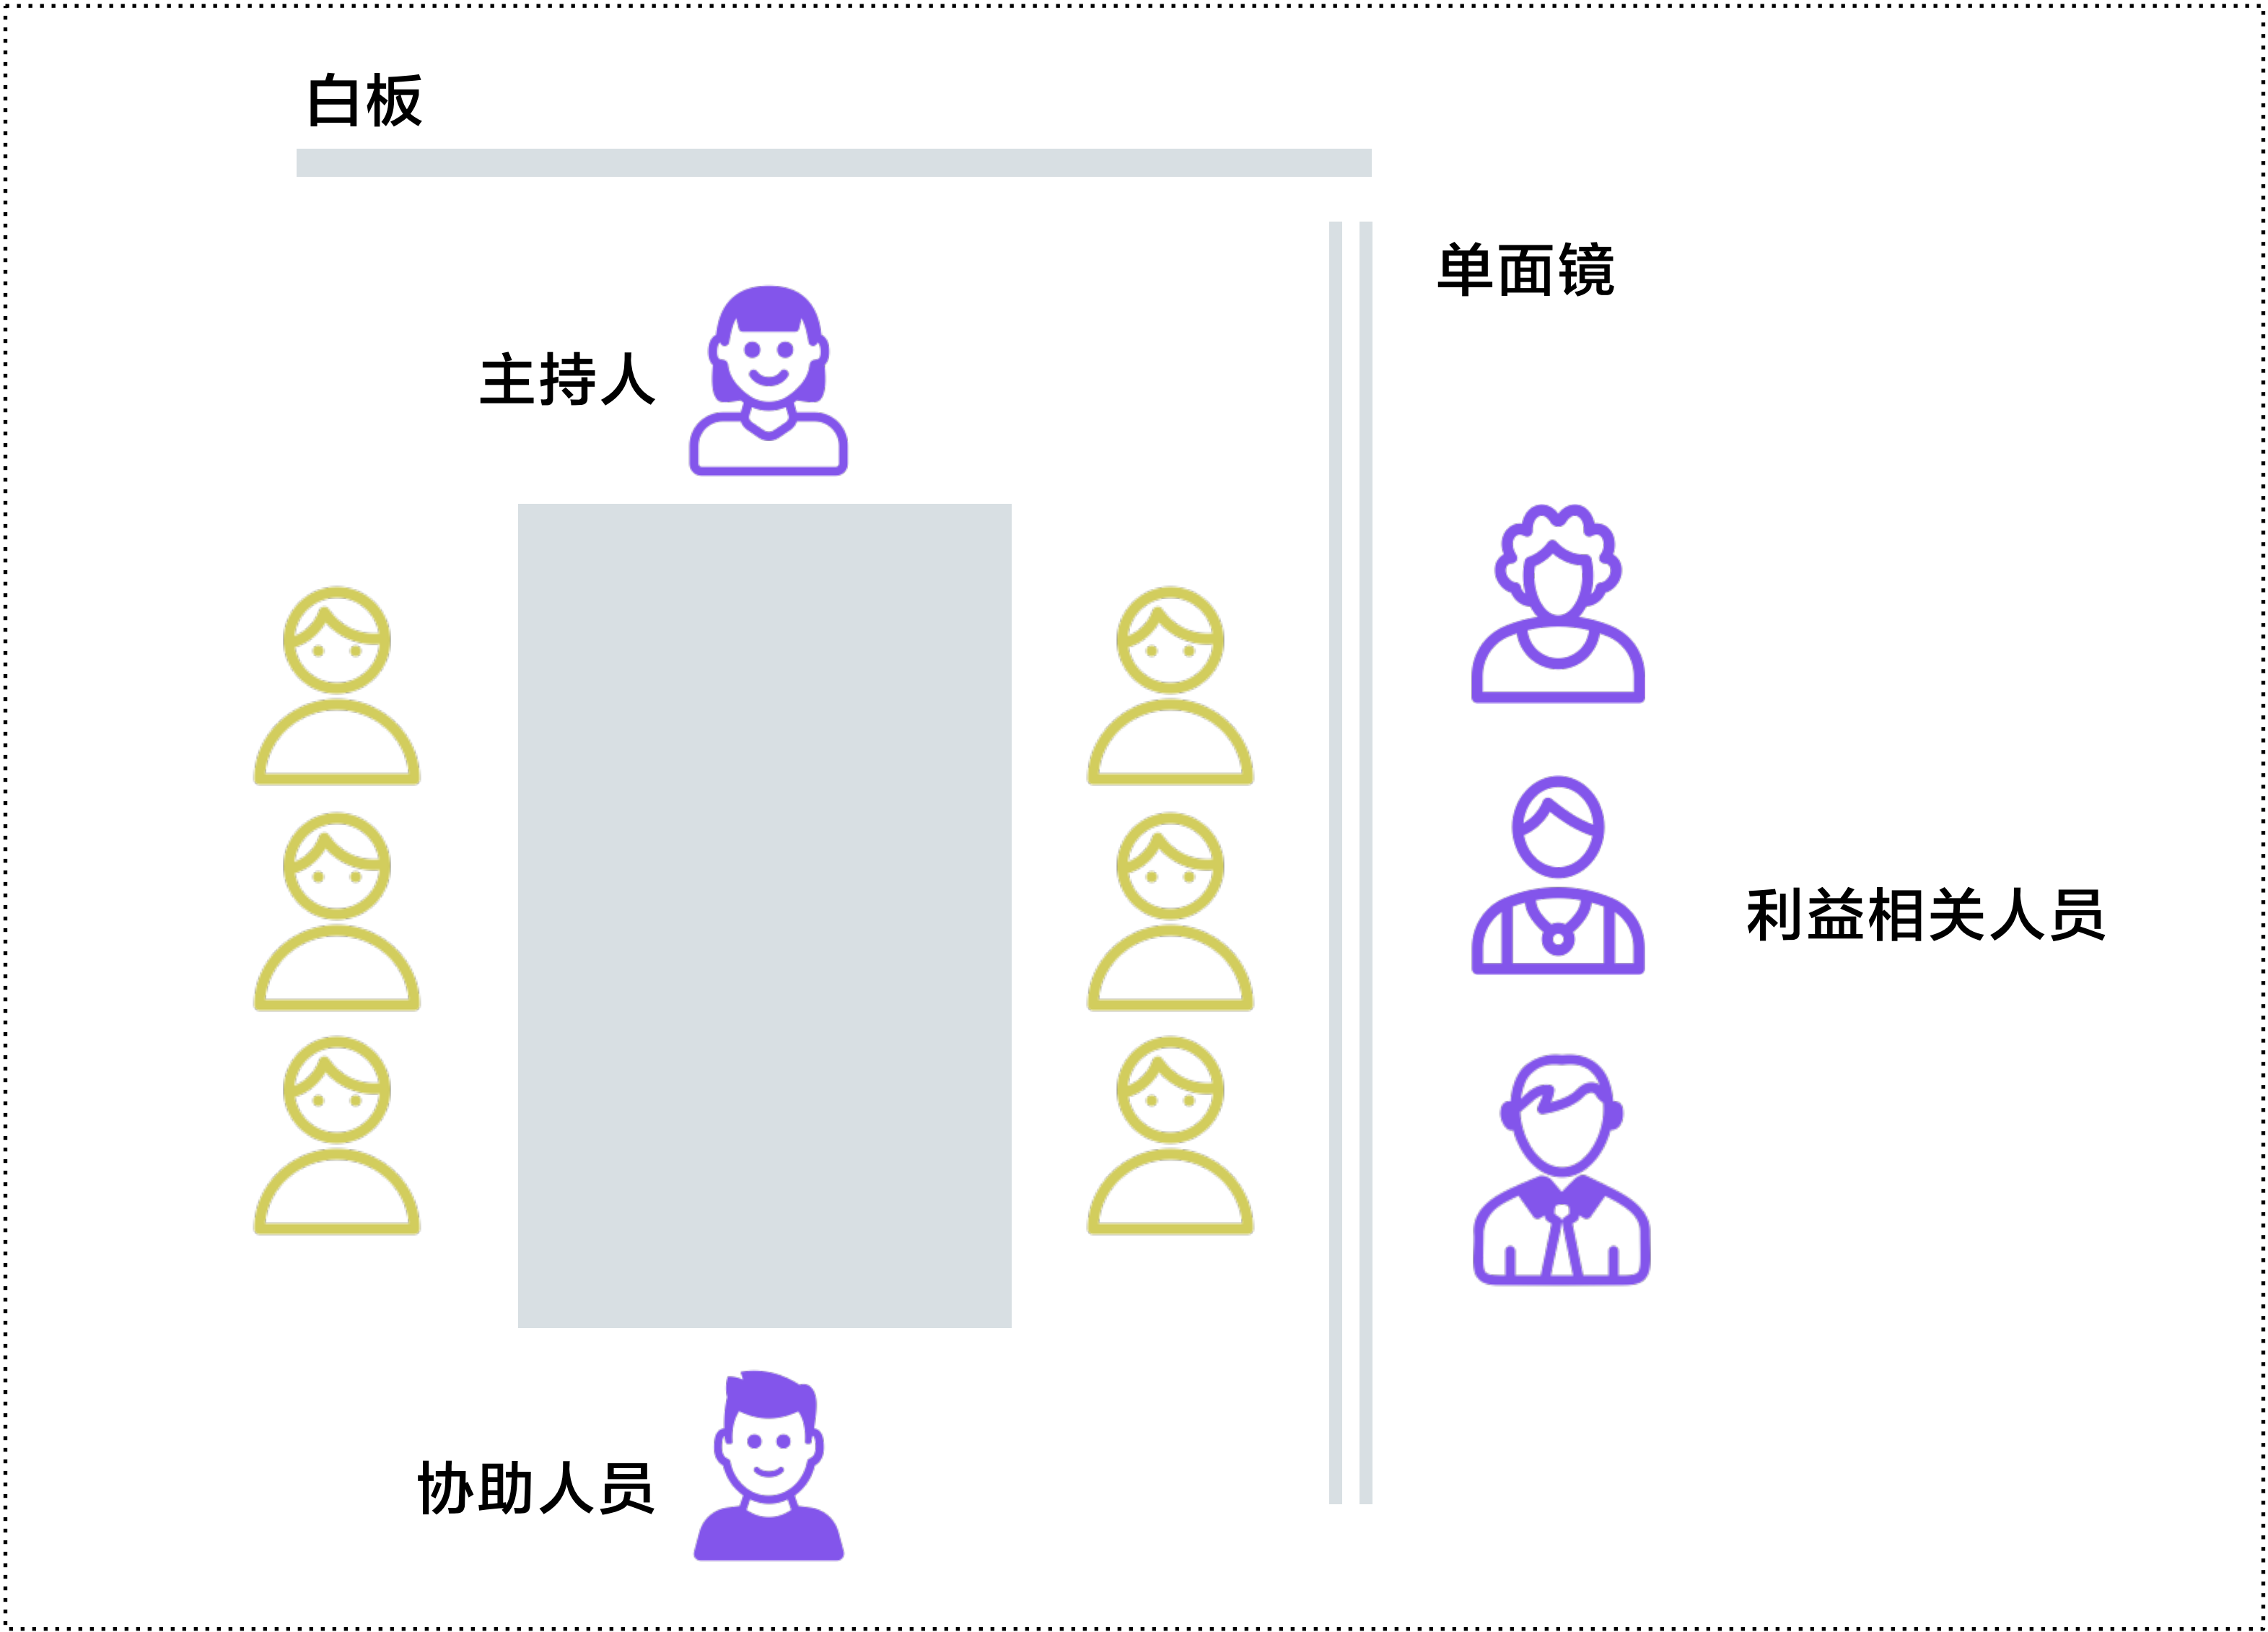 白板
单面镜
主持人
利益相关人员
协助人员